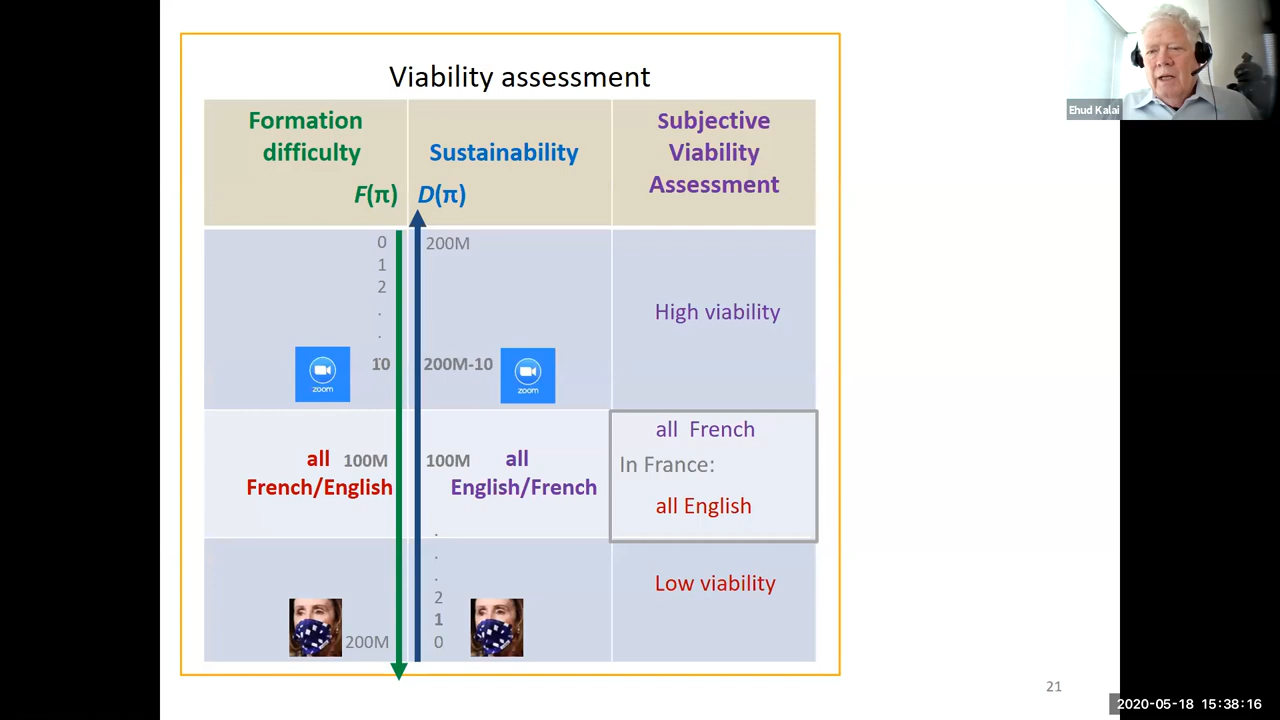 Viability assessment
Formation
difficulty
F(π)
Sustainability
D(π)
Subjective
Viability
Assessment
0
1
2
.
.
.
10
zoom
200M
200M-10
zoom
High viability
all 100M
French/English
100M all
English/French
all French
In France:
all English
200M
.
.
.
2
1
0
Low viability
21
Ehud Kalai
2020-05-18 15:38:16